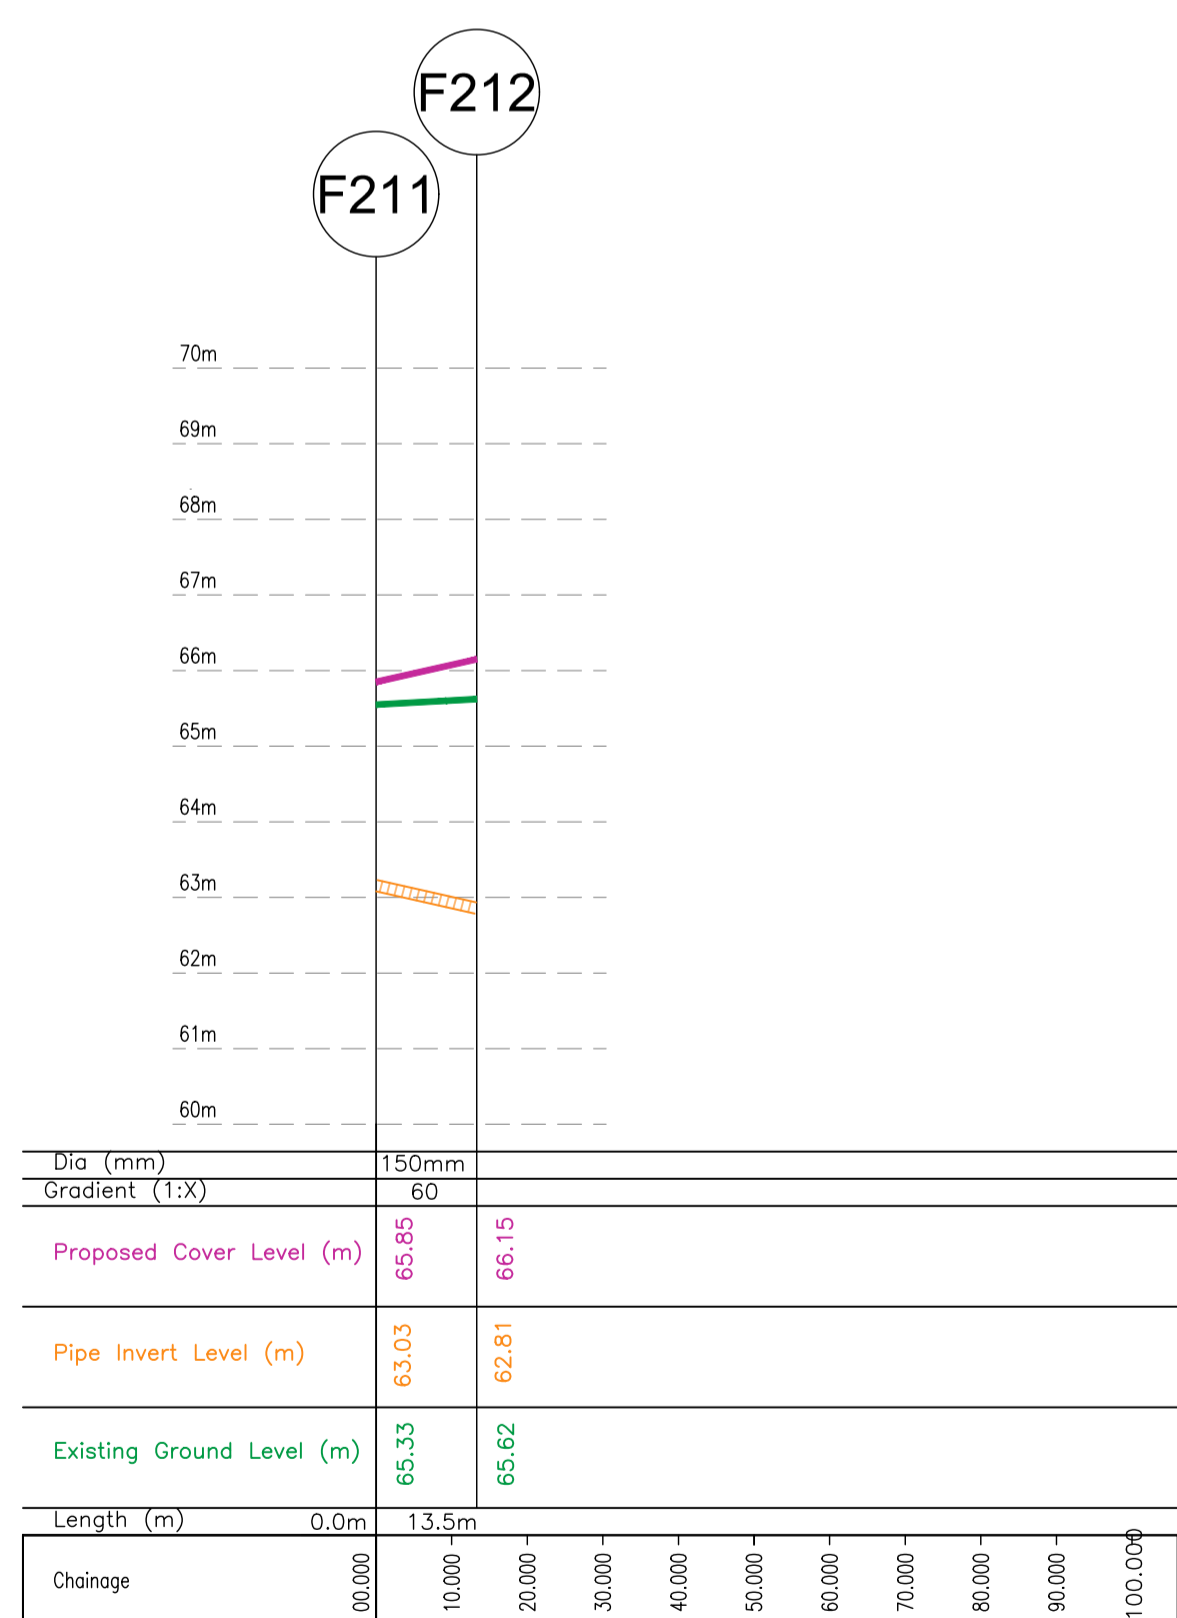 F212
F211
70m
69m
68m
67m
66m
65m
64m
63m
62m
61m
60m
Dia (mm) 150mm
Gradient (1:X) 60
Proposed Cover Level (m) 65.85 66.15
Pipe Invert Level (m) 63.03 62.81
Existing Ground Level (m) 65.33 65.62
Length (m) 0.0m 13.5m
Chainage 00.000 10.000 20.000 30.000 40.000 50.000 60.000 70.000 80.000 90.000 100.000